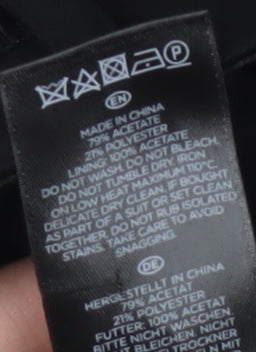 P
EN
MADE IN CHINA
79% ACETATE
21% POLYESTER
LINING: 100% ACETATE
DO NOT WASH. DO NOT BLEACH.
DO NOT TUMBLE DRY. IRON
ON LOW HEAT MAXIMUM 110°C.
DELICATE DRY CLEAN. IF BOUGHT
AS PART OF A SUIT OR SET CLEAN
TOGETHER. DO NOT RUB ISOLATED
STAINS. TAKE CARE TO AVOID
SNAGGING.
DE
HERGESTELLT IN CHINA
79% ACETAT
21% POLYESTER
FUTTER: 100% ACETAT
BITTE NICHT WASCHEN.
BLEICHEN. NICHT
MIT